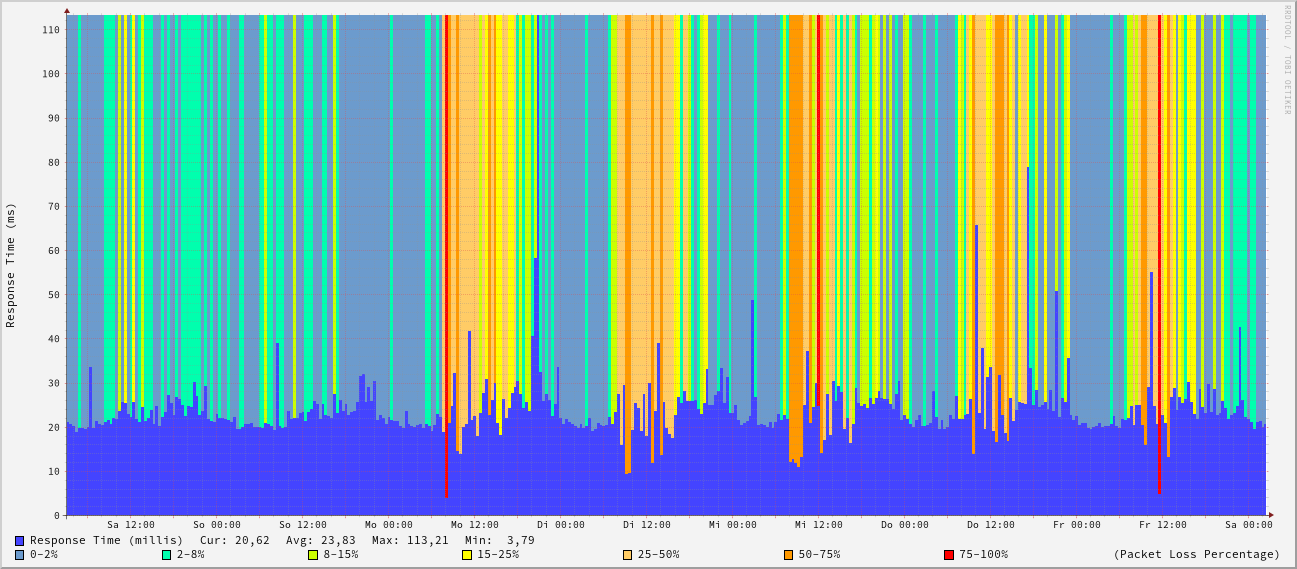 RRDTOOL / TOBI OETIKER
Response Time (ms)
110
100
90
80
70
60
50
40
30
20
10
0
Sa 12:00 So 00:00 So 12:00 Mo 00:00 Mo 12:00 Di 00:00 Di 12:00 Mi 00:00 Mi 12:00 Do 00:00 Do 12:00 Fr 00:00 Fr 12:00 Sa 00:00
Response Time (millis) Cur: 20,62 Avg: 23,83 Max: 113,21 Min: 3,79
0-2% 2-8% 8-15% 15-25% 25-50% 50-75% 75-100% (Packet Loss Percentage)